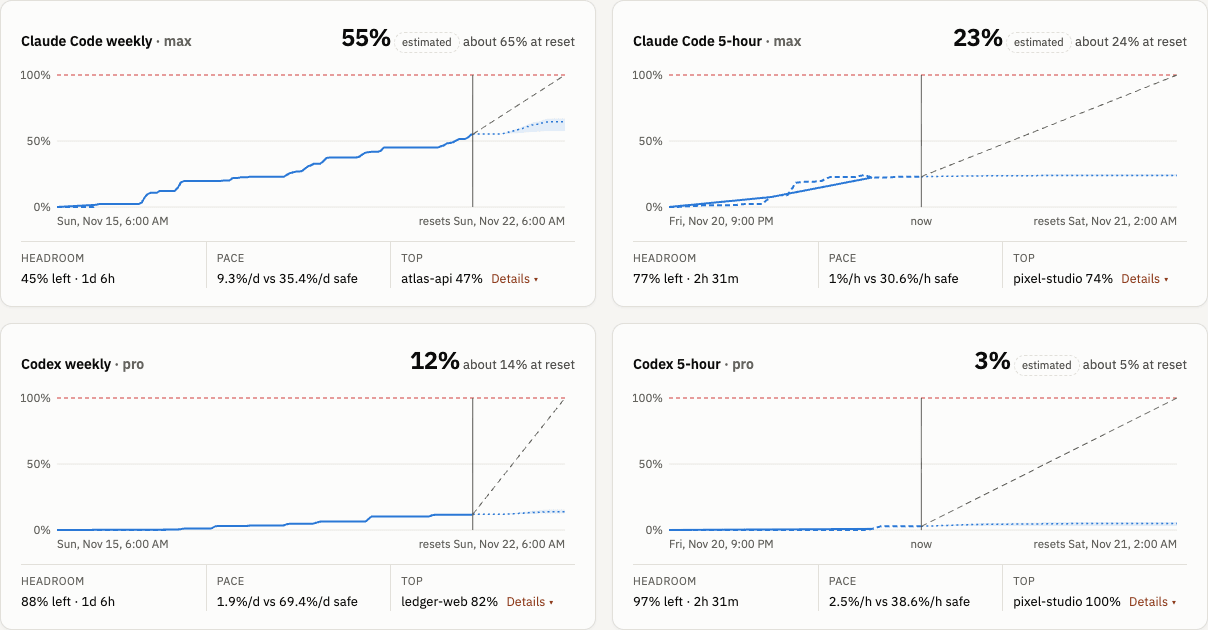 Claude Code weekly · max
55% estimated about 65% at reset
100%
50%
0%
Sun, Nov 15, 6:00 AM
resets Sun, Nov 22, 6:00 AM
HEADROOM
45% left · 1d 6h
PACE
9.3%/d vs 35.4%/d safe
TOP
atlas-api 47% Details ▾
Claude Code 5-hour · max
23% estimated about 24% at reset
100%
50%
0%
Fri, Nov 20, 9:00 PM
now
resets Sat, Nov 21, 2:00 AM
HEADROOM
77% left · 2h 31m
PACE
1%/h vs 30.6%/h safe
TOP
pixel-studio 74% Details ▾
Codex weekly · pro
12% about 14% at reset
100%
50%
0%
Sun, Nov 15, 6:00 AM
resets Sun, Nov 22, 6:00 AM
HEADROOM
88% left · 1d 6h
PACE
1.9%/d vs 69.4%/d safe
TOP
ledger-web 82% Details ▾
Codex 5-hour · pro
3% estimated about 5% at reset
100%
50%
0%
Fri, Nov 20, 9:00 PM
now
resets Sat, Nov 21, 2:00 AM
HEADROOM
97% left · 2h 31m
PACE
2.5%/h vs 38.6%/h safe
TOP
pixel-studio 100% Details ▾